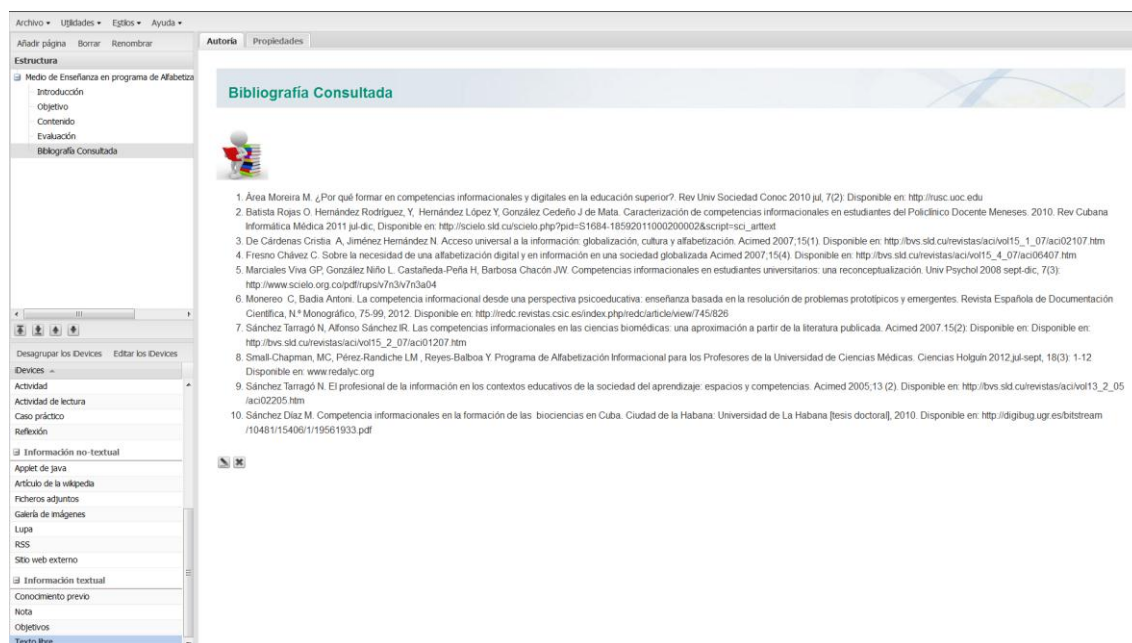 Archivo Utilidades Estilos Ayuda
Añadir página Borrar Renombrar
Estructura
Medio de Enseñanza en programa de Alfabetiza
Introducción
Objetivo
Contenido
Evaluación
Bibliografía Consultada
Desagrupar los iDevices Editar los iDevices
iDevices
Actividad
Actividad de lectura
Caso práctico
Reflexión
Información no-textual
Applet de java
Artículo de la wikipedia
Ficheros adjuntos
Galería de imágenes
Lupa
RSS
Sitio web externo
Información textual
Conocimiento previo
Nota
Objetivos
Texto libre
Autoría Propiedades
Bibliografía Consultada
1. Área Moreira M. ¿Por qué formar en competencias informacionales y digitales en la educación superior?. Rev Univ Sociedad Conoc 2010 jul, 7(2): Disponible en: http://rusc.uoc.edu
2. Batista Rojas O. Hernández Rodríguez, Y, Hernández López Y, González Cedeño J de Mata. Caracterización de competencias informacionales en estudiantes del Policlínico Docente Meneses. 2010. Rev Cubana
Informática Médica 2011 jul-dic, Disponible en: http://scielo.sld.cu/scielo.php?pid=S1684-18592011000200002&script=sci_arttext
3. De Cárdenas Cristia A, Jiménez Hernández N. Acceso universal a la información: globalización, cultura y alfabetización. Acimed 2007;15(1). Disponible en: http://bvs.sld.cu/revistas/aci/vol15_1_07/aci02107.htm
4. Fresno Chávez C. Sobre la necesidad de una alfabetización digital y en información en una sociedad globalizada Acimed 2007;15(4). Disponible en: http://bvs.sld.cu/revistas/aci/vol15_4_07/aci06407.htm
5. Marciales Viva GP, González Niño L. Castañeda-Peña H, Barbosa Chacón JW. Competencias informacionales en estudiantes universitarios: una reconceptualización. Univ Psychol 2008 sept-dic, 7(3):
http://www.scielo.org.co/pdf/rups/v7n3/v7n3a04
6. Monereo C, Badia Antoni. La competencia informacional desde una perspectiva psicoeducativa: enseñanza basada en la resolución de problemas prototípicos y emergentes. Revista Española de Documentación
Científica, N.ª Monográfico, 75-99, 2012. Disponible en: http://redc.revistas.csic.es/index.php/redc/article/view/745/826
7. Sánchez Tarragó N, Alfonso Sánchez IR. Las competencias informacionales en las ciencias biomédicas: una aproximación a partir de la literatura publicada. Acimed 2007.15(2): Disponible en: Disponible en:
http://bvs.sld.cu/revistas/aci/vol15_2_07/aci01207.htm
8. Small-Chapman, MC, Pérez-Randiche LM , Reyes-Balboa Y. Programa de Alfabetización Informacional para los Profesores de la Universidad de Ciencias Médicas. Ciencias Holguín 2012,jul-sept, 18(3): 1-12
Disponible en: www.redalyc.org
9. Sánchez Tarragó N. El profesional de la información en los contextos educativos de la sociedad del aprendizaje: espacios y competencias. Acimed 2005;13 (2). Disponible en: http://bvs.sld.cu/revistas/aci/vol13_2_05
/aci02205.htm
10. Sánchez Díaz M. Competencia informacionales en la formación de las biociencias en Cuba. Ciudad de la Habana: Universidad de La Habana [tesis doctoral], 2010. Disponible en: http://digibug.ugr.es/bitstream
/10481/15406/1/19561933.pdf